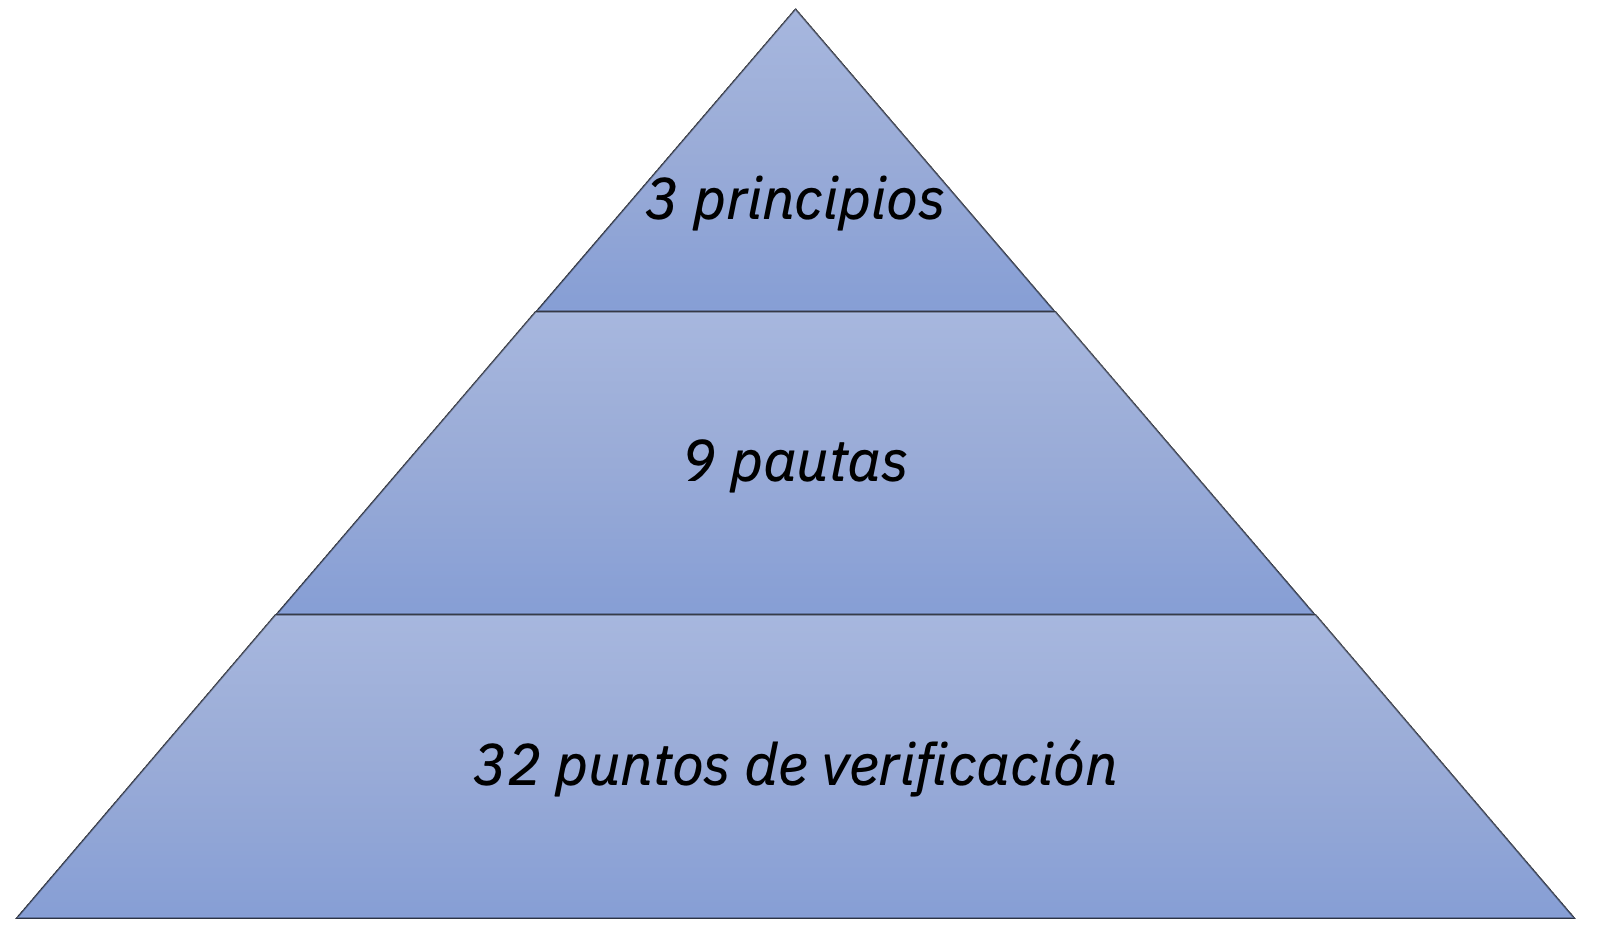 3 principios
9 pautas
32 puntos de verificación